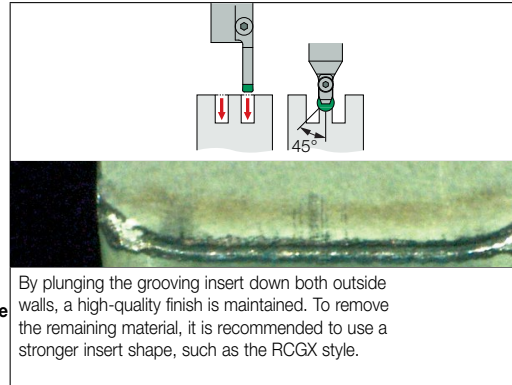 45°
By plunging the grooving insert down both outside
walls, a high-quality finish is maintained. To remove
the remaining material, it is recommended to use a
stronger insert shape, such as the RCGX style.
e